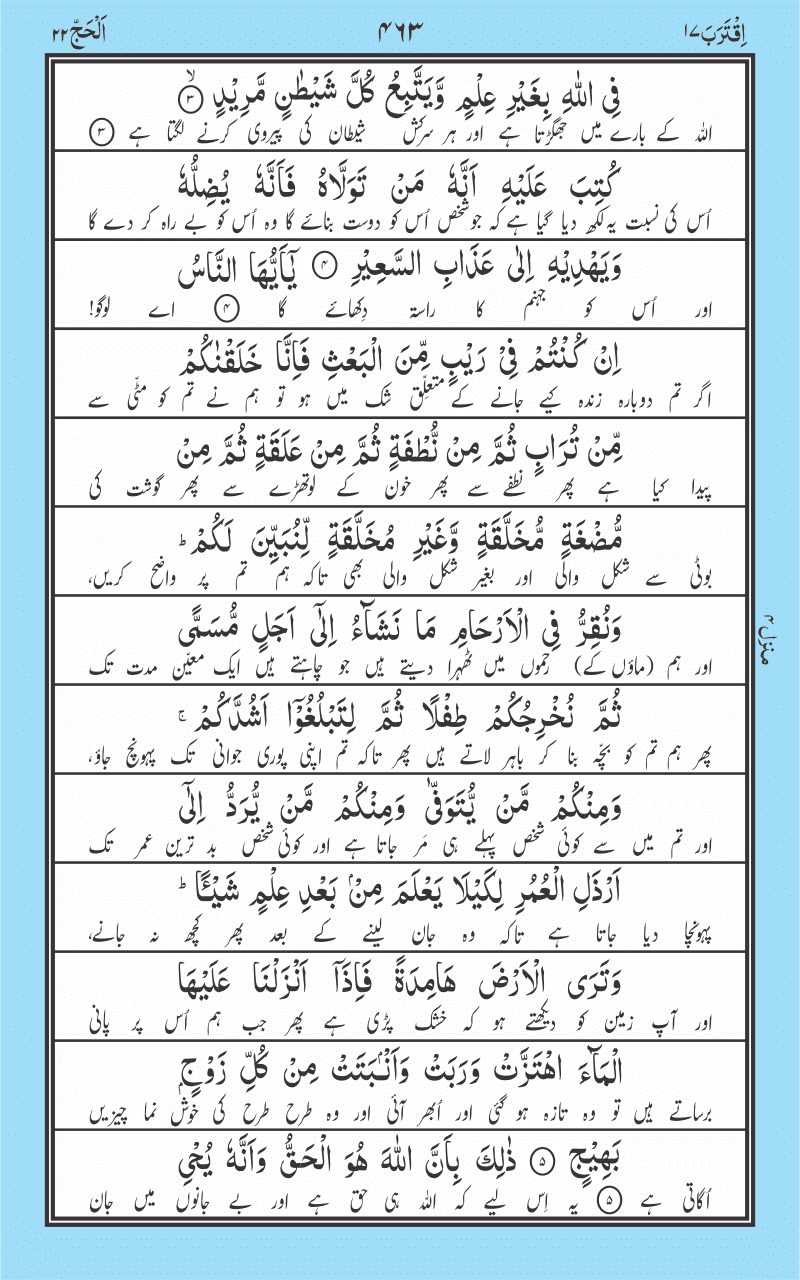 اِقْتَرَبَ ١٧ ۴۶۳ اَلْحَجّ ٢٢
فِی اللّٰهِ بِغَیْرِ عِلْمٍ وَّیَتَّبِعُ كُلَّ شَیْطٰنٍ مَّرِیْدٍۙ ۳
اللہ کے بارے میں جھگڑتا ہے اور ہر سرکش شیطان کی پیروی کرنے لگتا ہے ۳
كُتِبَ عَلَیْهِ اَنَّهٗ مَنْ تَوَلَّاهُ فَاَنَّهٗ یُضِلُّهٗ
اُس کی نسبت یہ لکھ دیا گیا ہے کہ جو شخص اُس کو دوست بنائے گا وہ اُس کو بے راہ کر دے گا
وَیَهْدِیْهِ اِلٰی عَذَابِ السَّعِیْرِ ۴ یٰۤاَیُّهَا النَّاسُ
اور اُس کو جہنم کا راستہ دِکھائے گا ۴ اے لوگو!
اِنْ كُنْتُمْ فِیْ رَیْبٍ مِّنَ الْبَعْثِ فَاِنَّا خَلَقْنٰكُمْ
اگر تم دوبارہ زندہ کیے جانے کے متعلّق شک میں ہو تو ہم نے تم کو مٹّی سے
مِّنْ تُرَابٍ ثُمَّ مِنْ نُّطْفَةٍ ثُمَّ مِنْ عَلَقَةٍ ثُمَّ مِنْ
پیدا کیا ہے پھر نطفے سے پھر خون کے لوتھڑے سے پھر گوشت کی
مُّضْغَةٍ مُّخَلَّقَةٍ وَّغَیْرِ مُخَلَّقَةٍ لِّنُبَیِّنَ لَكُمْ ؕ
بوٹی سے شکل والی اور بغیر شکل والی بھی تاکہ ہم تم پر واضح کریں،
وَنُقِرُّ فِی الْاَرْحَامِ مَا نَشَآءُ اِلٰۤی اَجَلٍ مُّسَمًّی
اور ہم (ماؤں کے) رحموں میں ٹھہرا دیتے ہیں جو چاہتے ہیں ایک معیّن مدت تک
ثُمَّ نُخْرِجُكُمْ طِفْلًا ثُمَّ لِتَبْلُغُوْۤا اَشُدَّكُمْ ۚ
پھر ہم تم کو بچّہ بنا کر باہر لاتے ہیں پھر تاکہ تم اپنی پوری جوانی تک پہونچ جاؤ،
وَمِنْكُمْ مَّنْ یُّتَوَفّٰی وَمِنْكُمْ مَّنْ یُّرَدُّ اِلٰۤی
اور تم میں سے کوئی شخص پہلے ہی مَر جاتا ہے اور کوئی شخص بد ترین عمر تک
اَرْذَلِ الْعُمُرِ لِكَیْلَا یَعْلَمَ مِنْۢ بَعْدِ عِلْمٍ شَیْـًٔا ؕ
پہونچا دیا جاتا ہے تاکہ وہ جان لینے کے بعد پھر کچھ نہ جانے،
وَتَرَی الْاَرْضَ هَامِدَةً فَاِذَاۤ اَنْزَلْنَا عَلَیْهَا
اور آپ زمین کو دیکھتے ہو کہ خشک پڑی ہے پھر جب ہم اُس پر پانی
الْمَآءَ اهْتَزَّتْ وَرَبَتْ وَاَنْۢبَتَتْ مِنْ كُلِّ زَوْجٍۭ
برساتے ہیں تو وہ تازہ ہو گئی اور اُبھر آئی اور وہ طرح طرح کی خوش نما چیزیں
بَهِیْجٍ ۵ ذٰلِكَ بِاَنَّ اللّٰهَ هُوَ الْحَقُّ وَاَنَّهٗ یُحْیِ
اُگاتی ہے ۵ یہ اِس لیے کہ اللہ ہی حق ہے اور بے جانوں میں جان
منزل ۴